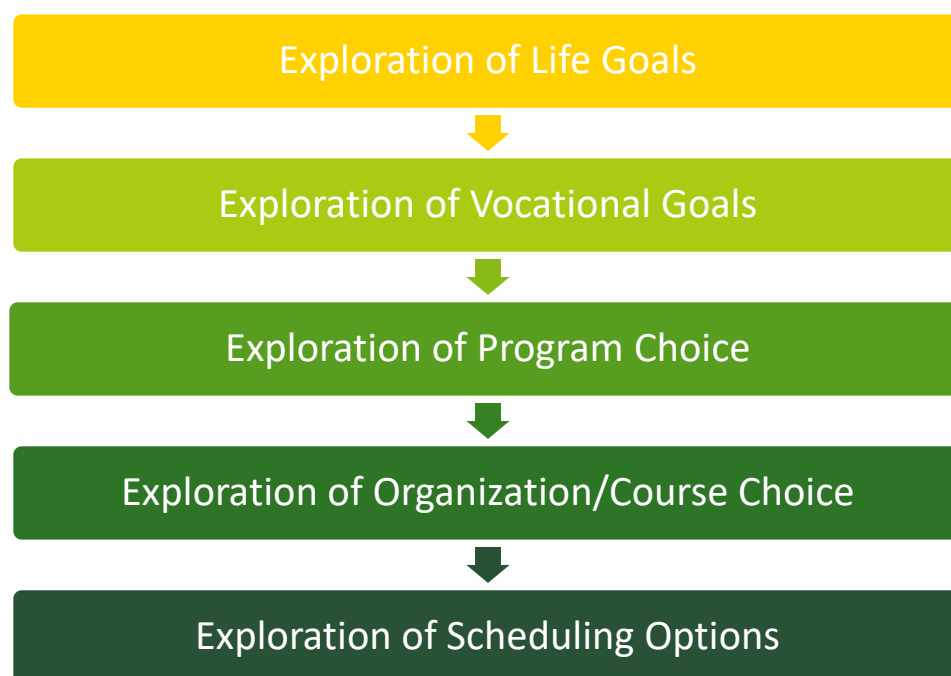 Exploration of Life Goals
Exploration of Vocational Goals
Exploration of Program Choice
Exploration of Organization/Course Choice
Exploration of Scheduling Options